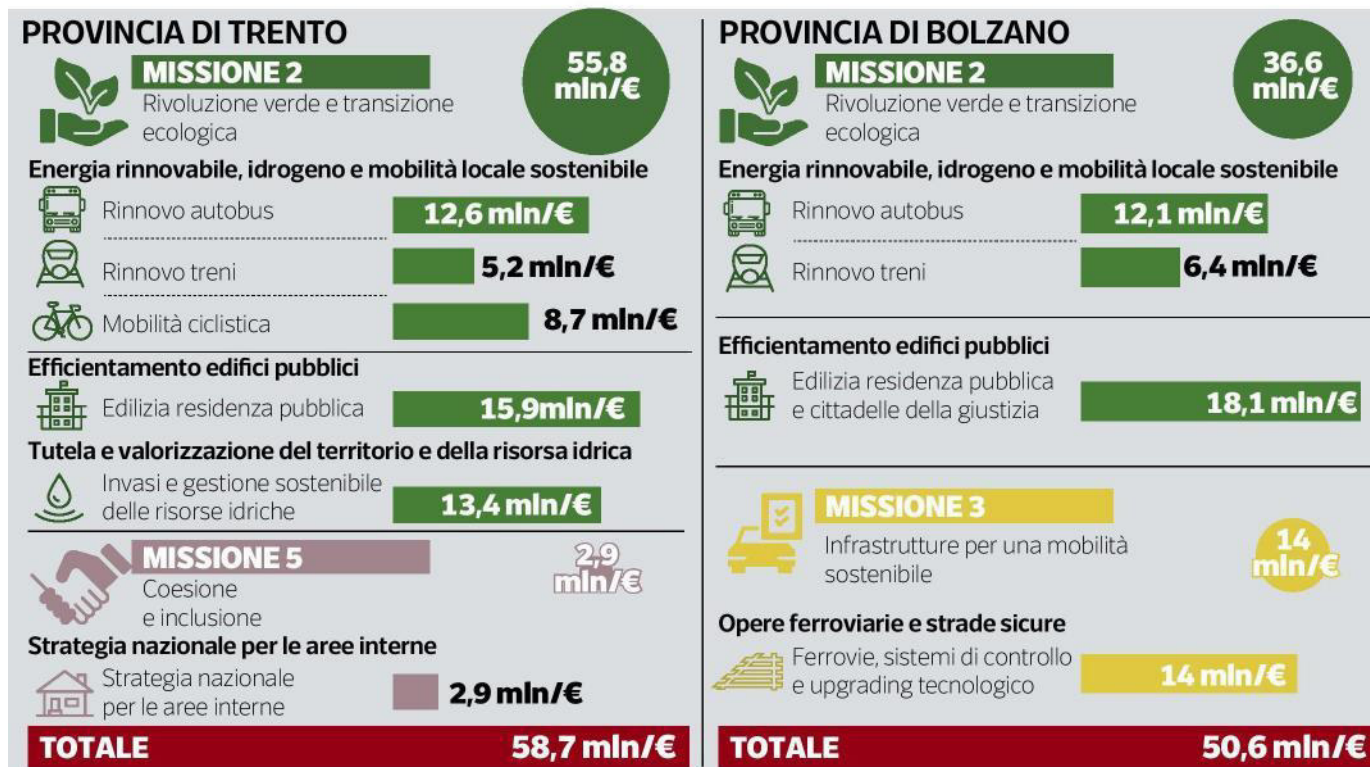 PROVINCIA DI TRENTO
MISSIONE 2
55,8
mln/€
Rivoluzione verde e transizione
ecologica
Energia rinnovabile, idrogeno e mobilità locale sostenibile
Rinnovo autobus
12,6 mln/€
Rinnovo treni
5,2 mln/€
Mobilità ciclistica
8,7 mln/€
Efficientamento edifici pubblici
Edilizia residenza pubblica
15,9mln/€
Tutela e valorizzazione del territorio e della risorsa idrica
Invasi e gestione sostenibile
delle risorse idriche
13,4 mln/€
MISSIONE 5
2,9
mln/€
Coesione
e inclusione
Strategia nazionale per le aree interne
Strategia nazionale
per le aree interne
2,9 mln/€
TOTALE
58,7 mln/€
PROVINCIA DI BOLZANO
MISSIONE 2
36,6
mln/€
Rivoluzione verde e transizione
ecologica
Energia rinnovabile, idrogeno e mobilità locale sostenibile
Rinnovo autobus
12,1 mln/€
Rinnovo treni
6,4 mln/€
Efficientamento edifici pubblici
Edilizia residenza pubblica
e cittadelle della giustizia
18,1 mln/€
MISSIONE 3
14
mln/€
Infrastrutture per una mobilità
sostenibile
Opere ferroviarie e strade sicure
Ferrovie, sistemi di controllo
e upgrading tecnologico
14 mln/€
TOTALE
50,6 mln/€